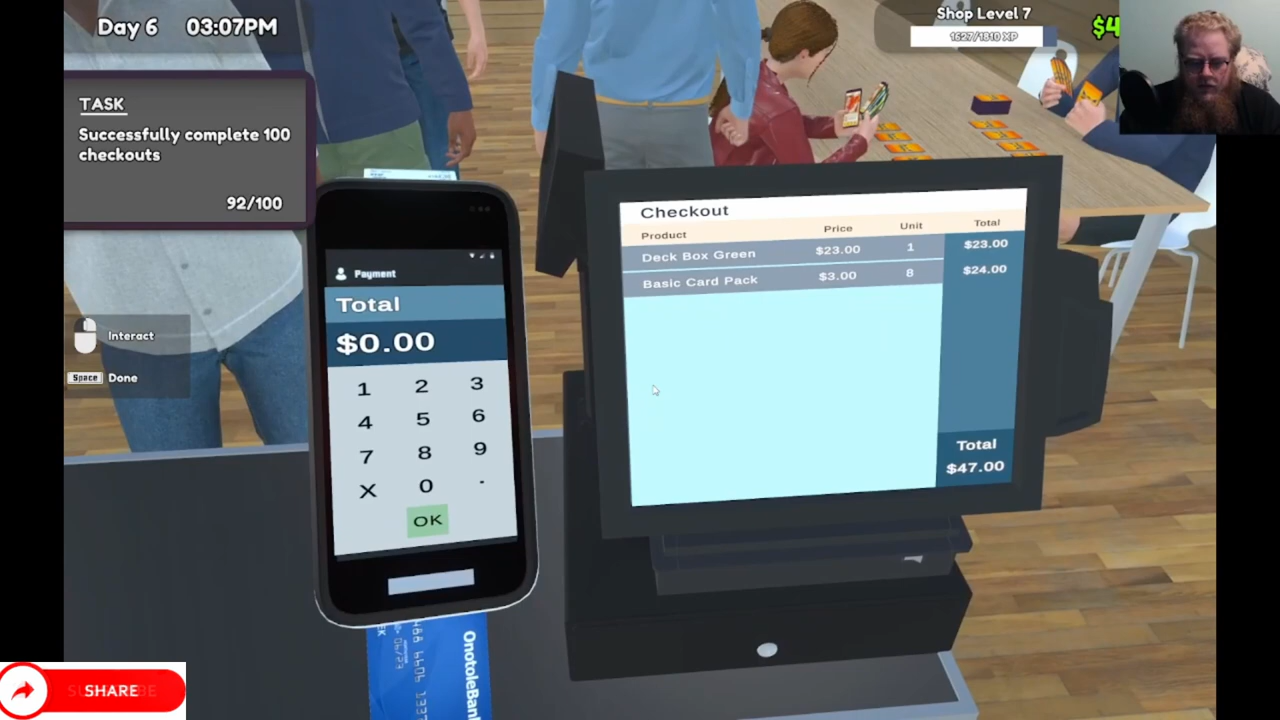 Day 6 03:07PM
Shop Level 7
1627/1810 XP
$4
TASK
Successfully complete 100
checkouts
92/100
Interact
Space Done
Payment
Total
$0.00
1 2 3
4 5 6
7 8 9
X 0 .
OK
Checkout
Product Price Unit Total
Deck Box Green $23.00 1 $23.00
Basic Card Pack $3.00 8 $24.00
Total
$47.00
OnotoleBank
SHARE